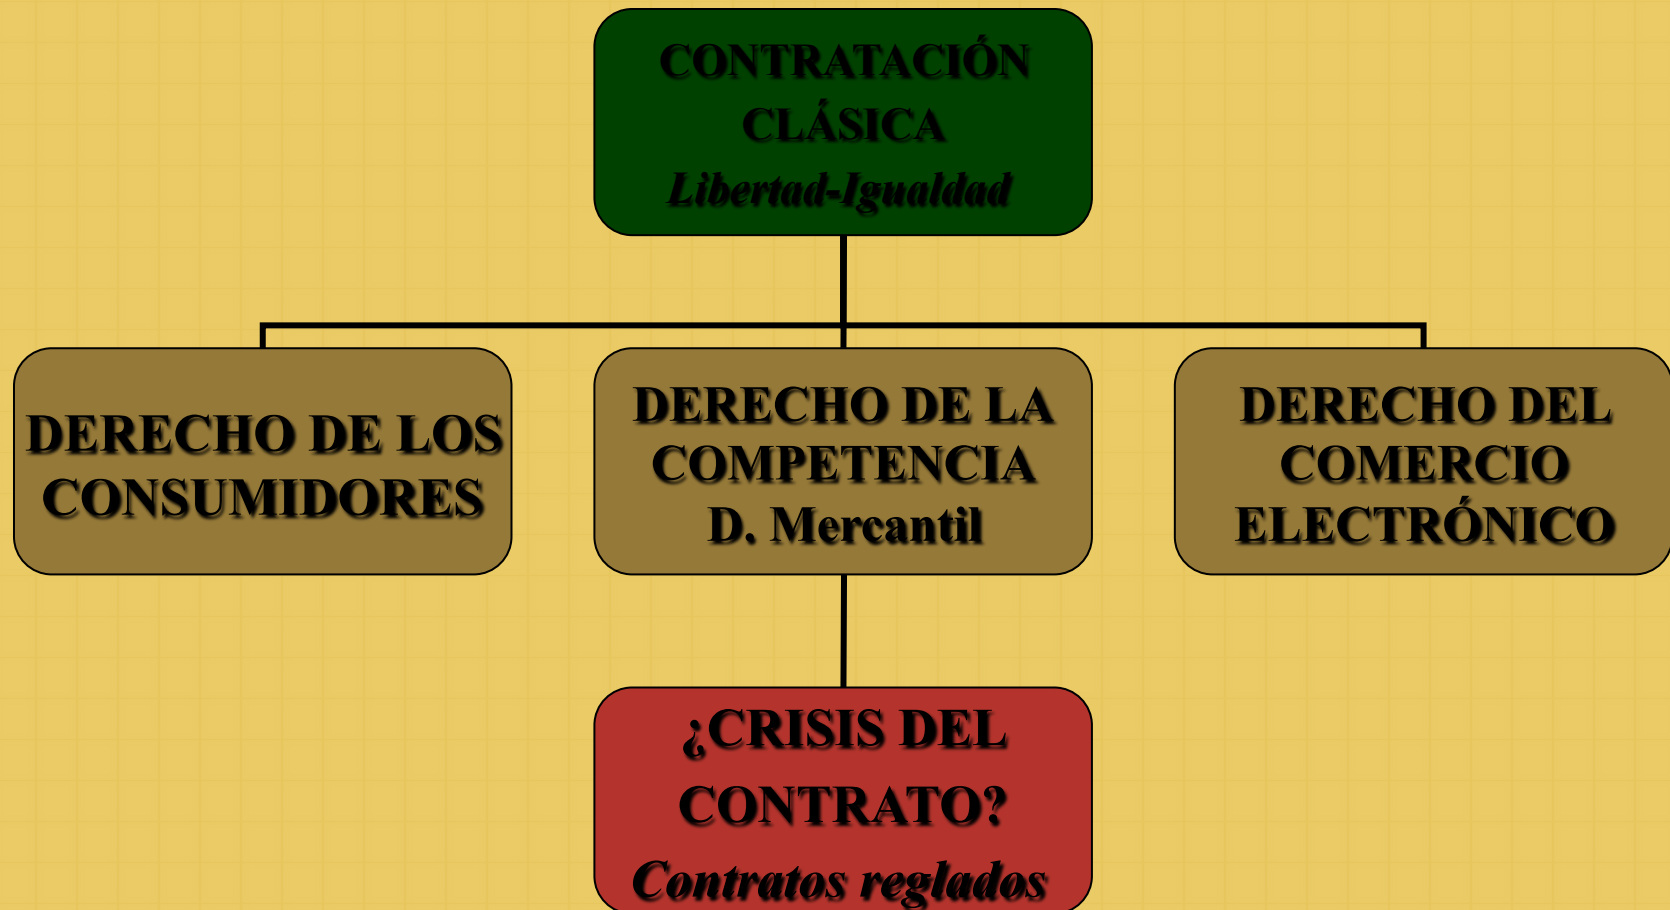 CONTRATACIÓN
CLÁSICA
Libertad-Igualdad
DERECHO DE LOS
CONSUMIDORES
DERECHO DE LA
COMPETENCIA
D. Mercantil
DERECHO DEL
COMERCIO
ELECTRÓNICO
¿CRISIS DEL
CONTRATO?
Contratos reglados